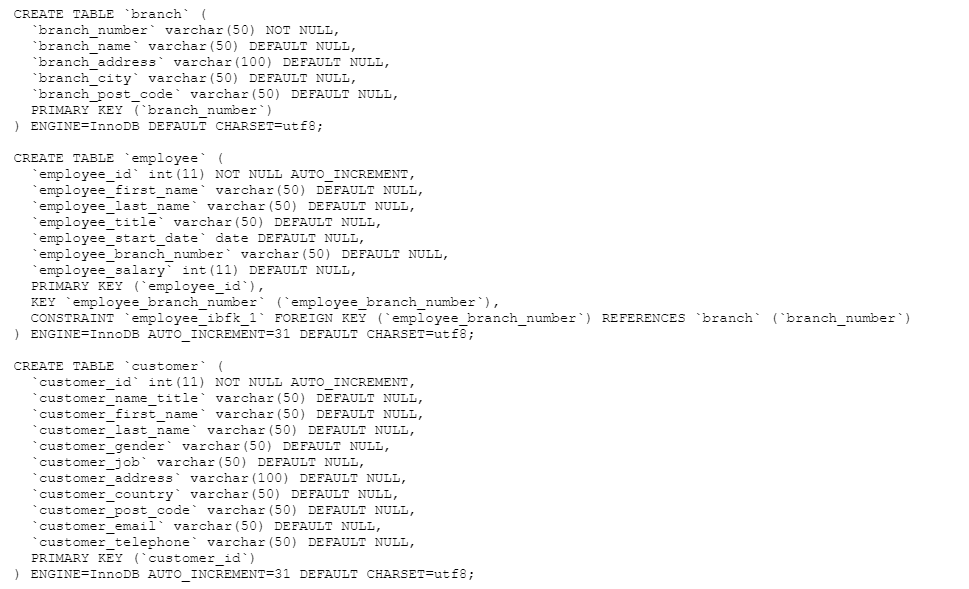 CREATE TABLE `branch` (
  `branch_number` varchar(50) NOT NULL,
  `branch_name` varchar(50) DEFAULT NULL,
  `branch_address` varchar(100) DEFAULT NULL,
  `branch_city` varchar(50) DEFAULT NULL,
  `branch_post_code` varchar(50) DEFAULT NULL,
  PRIMARY KEY (`branch_number`)
) ENGINE=InnoDB DEFAULT CHARSET=utf8;

CREATE TABLE `employee` (
  `employee_id` int(11) NOT NULL AUTO_INCREMENT,
  `employee_first_name` varchar(50) DEFAULT NULL,
  `employee_last_name` varchar(50) DEFAULT NULL,
  `employee_title` varchar(50) DEFAULT NULL,
  `employee_start_date` date DEFAULT NULL,
  `employee_branch_number` varchar(50) DEFAULT NULL,
  `employee_salary` int(11) DEFAULT NULL,
  PRIMARY KEY (`employee_id`),
  KEY `employee_branch_number` (`employee_branch_number`),
  CONSTRAINT `employee_ibfk_1` FOREIGN KEY (`employee_branch_number`) REFERENCES `branch` (`branch_number`)
) ENGINE=InnoDB AUTO_INCREMENT=31 DEFAULT CHARSET=utf8;

CREATE TABLE `customer` (
  `customer_id` int(11) NOT NULL AUTO_INCREMENT,
  `customer_name_title` varchar(50) DEFAULT NULL,
  `customer_first_name` varchar(50) DEFAULT NULL,
  `customer_last_name` varchar(50) DEFAULT NULL,
  `customer_gender` varchar(50) DEFAULT NULL,
  `customer_job` varchar(50) DEFAULT NULL,
  `customer_address` varchar(100) DEFAULT NULL,
  `customer_country` varchar(50) DEFAULT NULL,
  `customer_post_code` varchar(50) DEFAULT NULL,
  `customer_email` varchar(50) DEFAULT NULL,
  `customer_telephone` varchar(50) DEFAULT NULL,
  PRIMARY KEY (`customer_id`)
) ENGINE=InnoDB AUTO_INCREMENT=31 DEFAULT CHARSET=utf8;